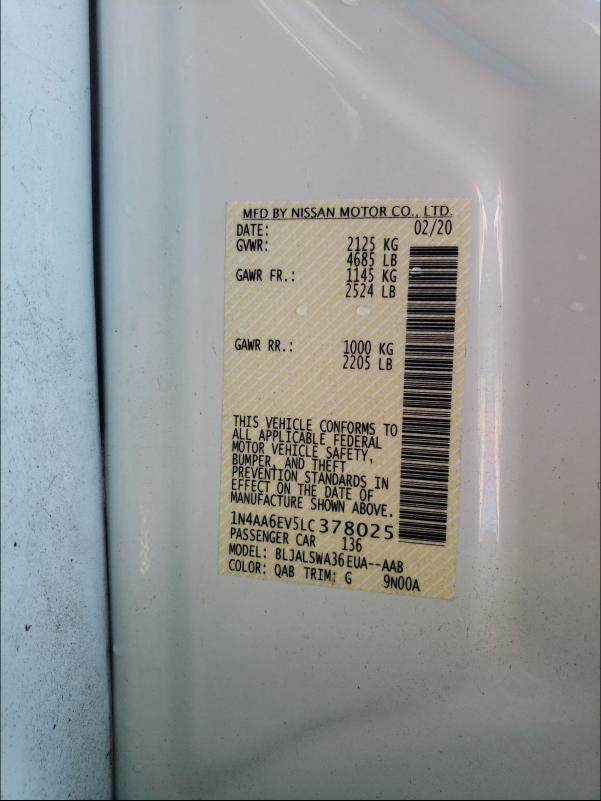 MFD BY NISSAN MOTOR CO., LTD.
DATE: 02/20
GVWR: 2125 KG
4685 LB
GAWR FR.: 1145 KG
2524 LB
GAWR RR.: 1000 KG
2205 LB
THIS VEHICLE CONFORMS TO
ALL APPLICABLE FEDERAL
MOTOR VEHICLE SAFETY,
BUMPER, AND THEFT
PREVENTION STANDARDS IN
EFFECT ON THE DATE OF
MANUFACTURE SHOWN ABOVE.
1N4AA6EV5LC378025
PASSENGER CAR 136
MODEL: BLJALSWA36EUA--AAB
COLOR: QAB TRIM: G 9N00A